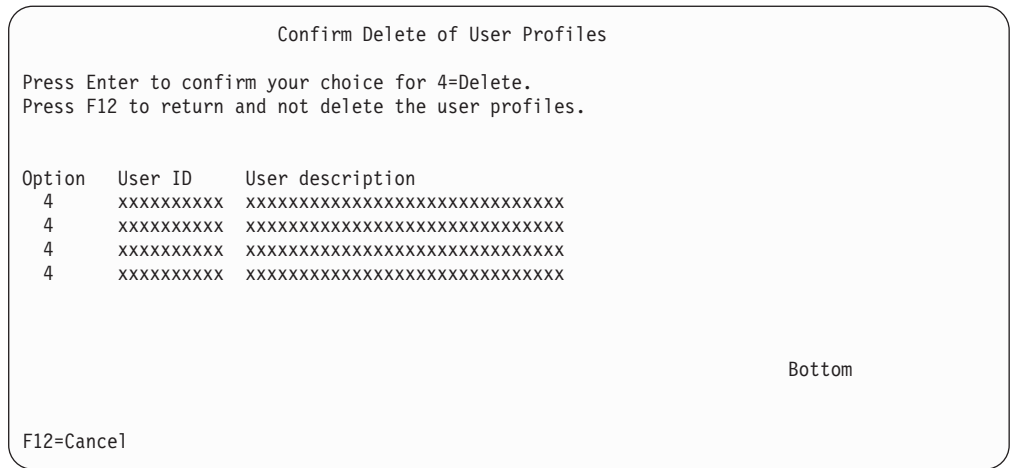 Confirm Delete of User Profiles
Press Enter to confirm your choice for 4=Delete.
Press F12 to return and not delete the user profiles.
Option User ID User description
4 xxxxxxxxxx xxxxxxxxxxxxxxxxxxxxxxxxxxxxxx
4 xxxxxxxxxx xxxxxxxxxxxxxxxxxxxxxxxxxxxxxx
4 xxxxxxxxxx xxxxxxxxxxxxxxxxxxxxxxxxxxxxxx
4 xxxxxxxxxx xxxxxxxxxxxxxxxxxxxxxxxxxxxxxx
Bottom
F12=Cancel